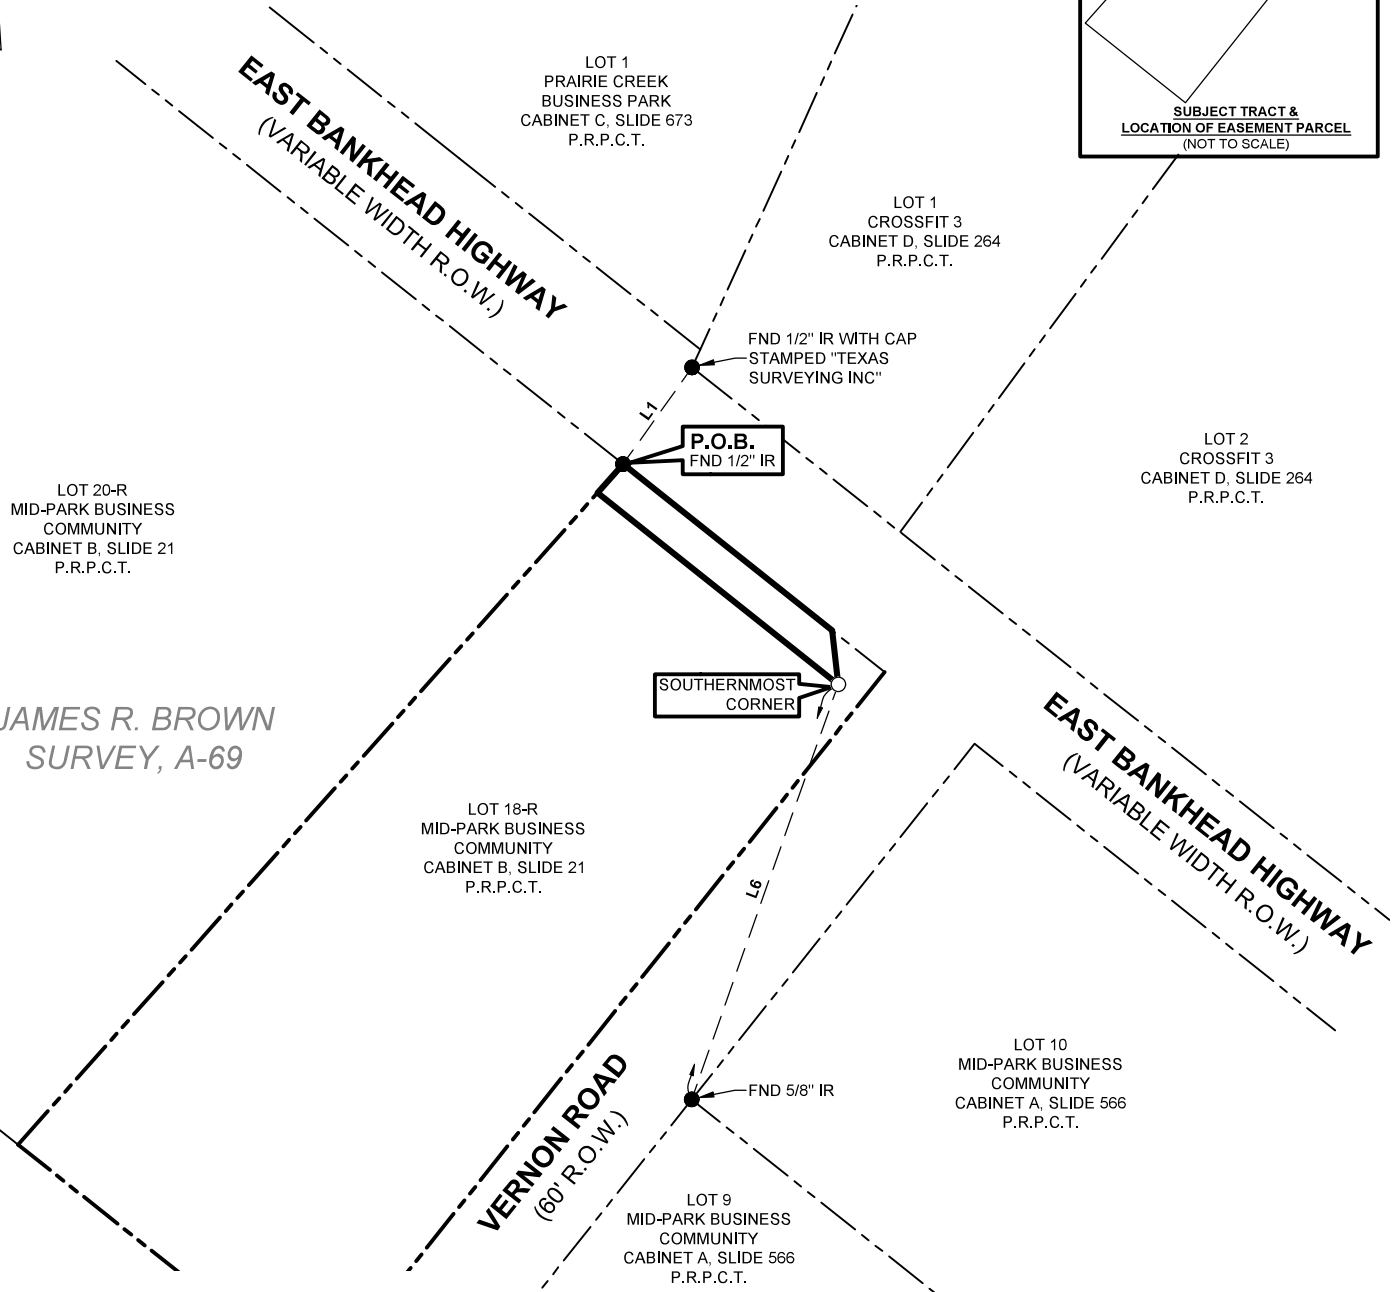 LOT 1
PRAIRIE CREEK
BUSINESS PARK
CABINET C, SLIDE 673
P.R.P.C.T.
SUBJECT TRACT &
LOCATION OF EASEMENT PARCEL
(NOT TO SCALE)
EAST BANKHEAD HIGHWAY
(VARIABLE WIDTH R.O.W.)
LOT 1
CROSSFIT 3
CABINET D, SLIDE 264
P.R.P.C.T.
FND 1/2" IR WITH CAP
STAMPED "TEXAS
SURVEYING INC"
L1
P.O.B.
FND 1/2" IR
LOT 2
CROSSFIT 3
CABINET D, SLIDE 264
P.R.P.C.T.
LOT 20-R
MID-PARK BUSINESS
COMMUNITY
CABINET B, SLIDE 21
P.R.P.C.T.
SOUTHERNMOST
CORNER
JAMES R. BROWN
SURVEY, A-69
EAST BANKHEAD HIGHWAY
(VARIABLE WIDTH R.O.W.)
LOT 18-R
MID-PARK BUSINESS
COMMUNITY
CABINET B, SLIDE 21
P.R.P.C.T.
L6
LOT 10
MID-PARK BUSINESS
COMMUNITY
CABINET A, SLIDE 566
P.R.P.C.T.
FND 5/8" IR
VERNON ROAD
(60' R.O.W.)
LOT 9
MID-PARK BUSINESS
COMMUNITY
CABINET A, SLIDE 566
P.R.P.C.T.